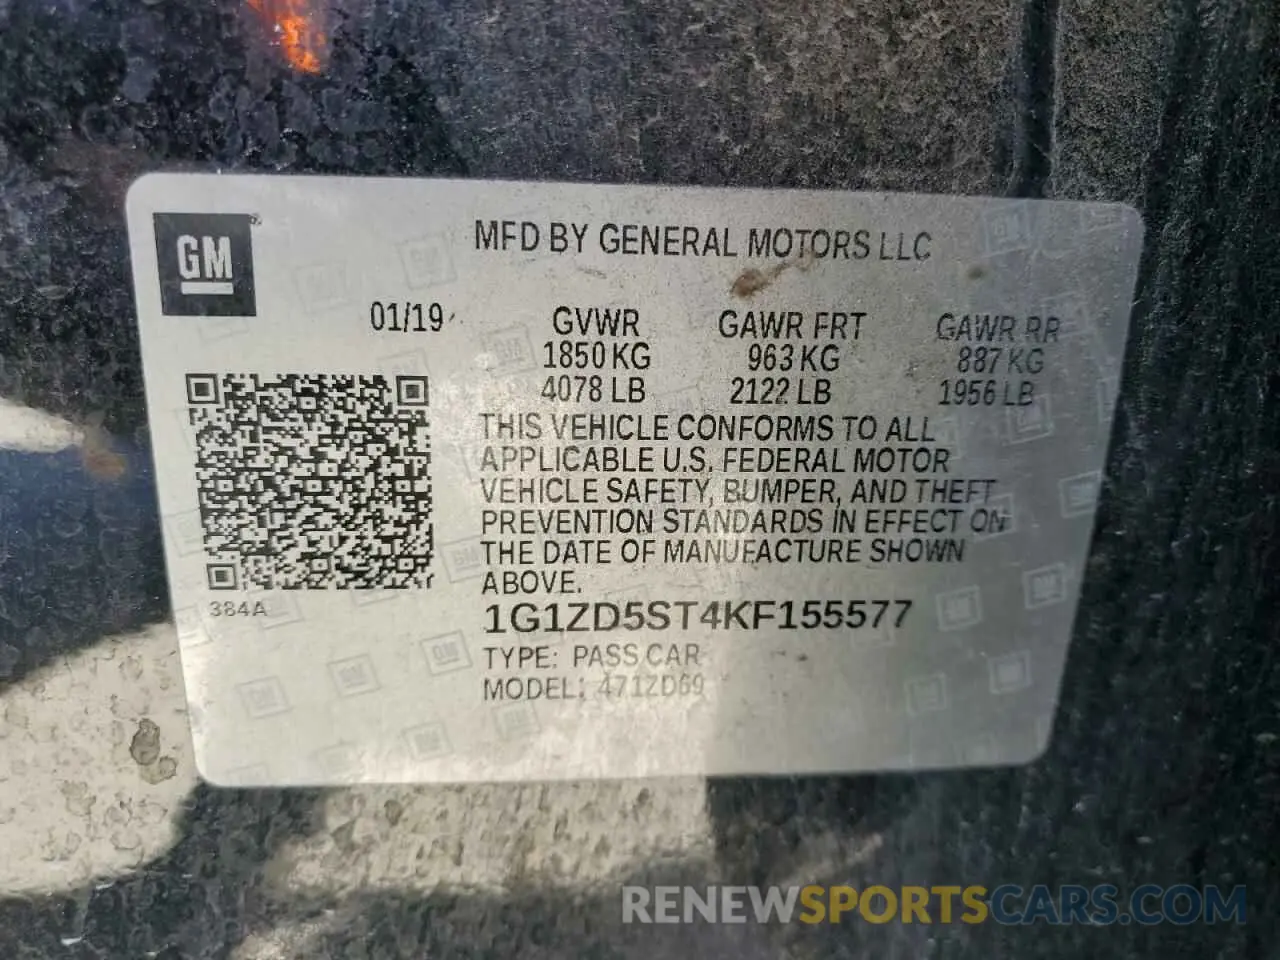 GM
MFD BY GENERAL MOTORS LLC
01/19 GVWR GAWR FRT GAWR RR
1850 KG 963 KG 887 KG
4078 LB 2122 LB 1956 LB
THIS VEHICLE CONFORMS TO ALL
APPLICABLE U.S. FEDERAL MOTOR
VEHICLE SAFETY, BUMPER, AND THEFT
PREVENTION STANDARDS IN EFFECT ON
THE DATE OF MANUFACTURE SHOWN
ABOVE.
384A
1G1ZD5ST4KF155577
TYPE: PASS CAR
MODEL: 471ZD69
RENEWSPORTSCARS.COM